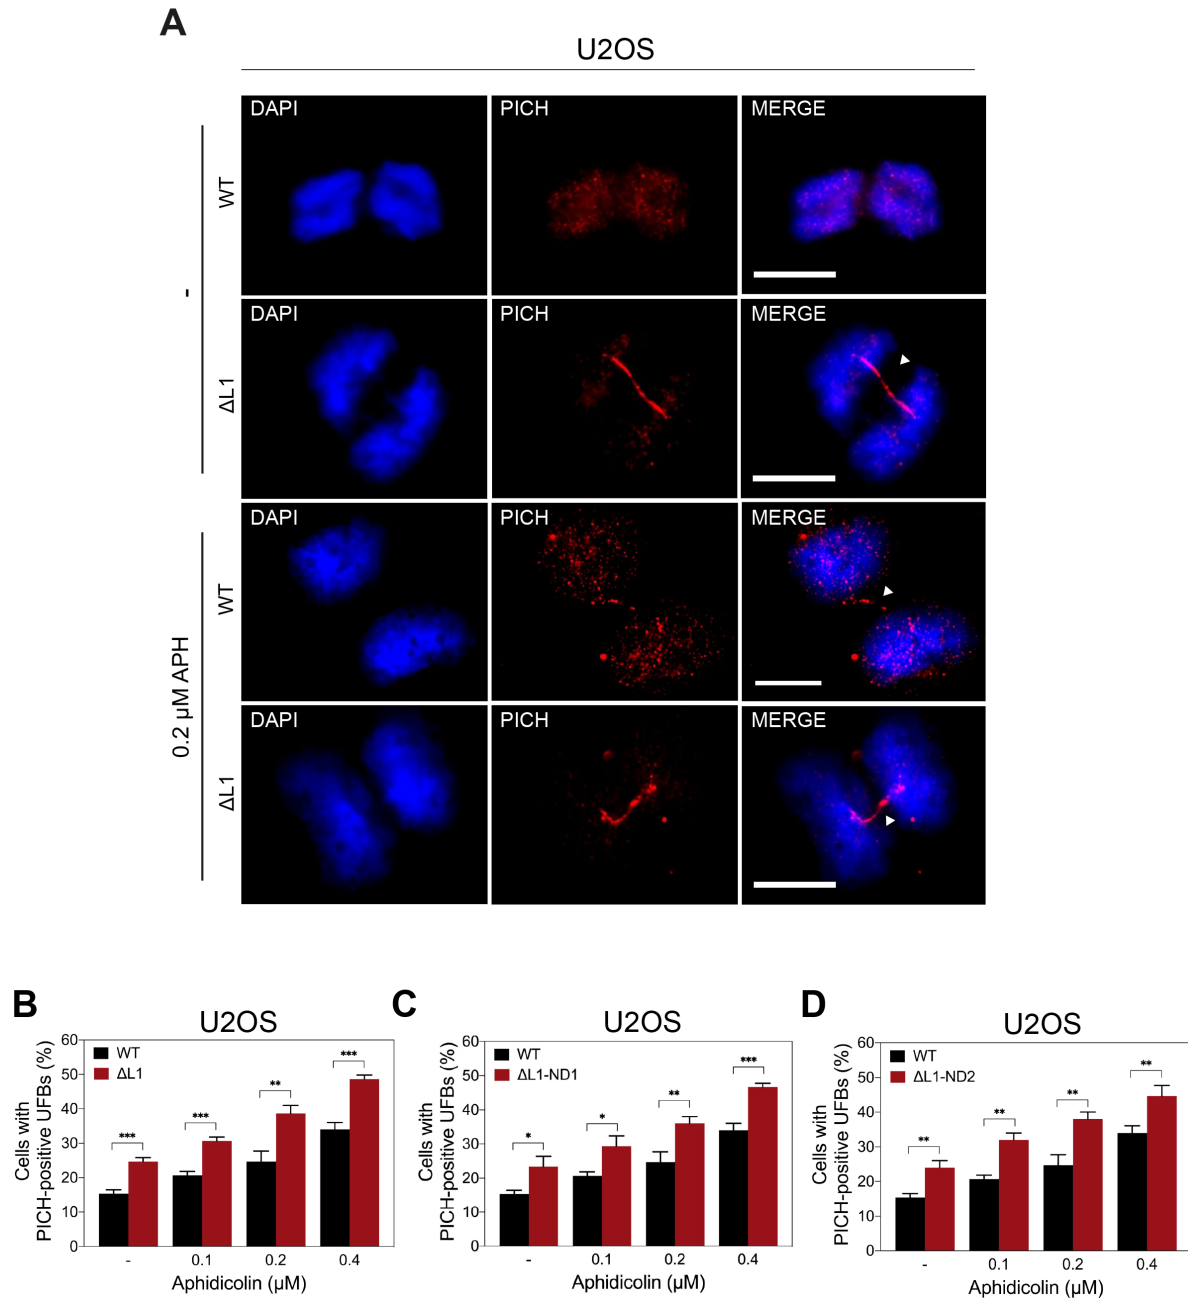 A
U2OS
DAPI PICH MERGE
WT
DAPI PICH MERGE
ΔL1
-
DAPI PICH MERGE
WT
DAPI PICH MERGE
ΔL1
0.2 µM APH
B
U2OS
Cells with
PICH-positive UFBs (%)
60
50
40
30
20
10
0
WT
ΔL1
*** *** ** ***
- 0.1 0.2 0.4
Aphidicolin (µM)
C
U2OS
Cells with
PICH-positive UFBs (%)
60
50
40
30
20
10
0
WT
ΔL1-ND1
* * ** ***
- 0.1 0.2 0.4
Aphidicolin (µM)
D
U2OS
Cells with
PICH-positive UFBs (%)
60
50
40
30
20
10
0
WT
ΔL1-ND2
** ** ** **
- 0.1 0.2 0.4
Aphidicolin (µM)